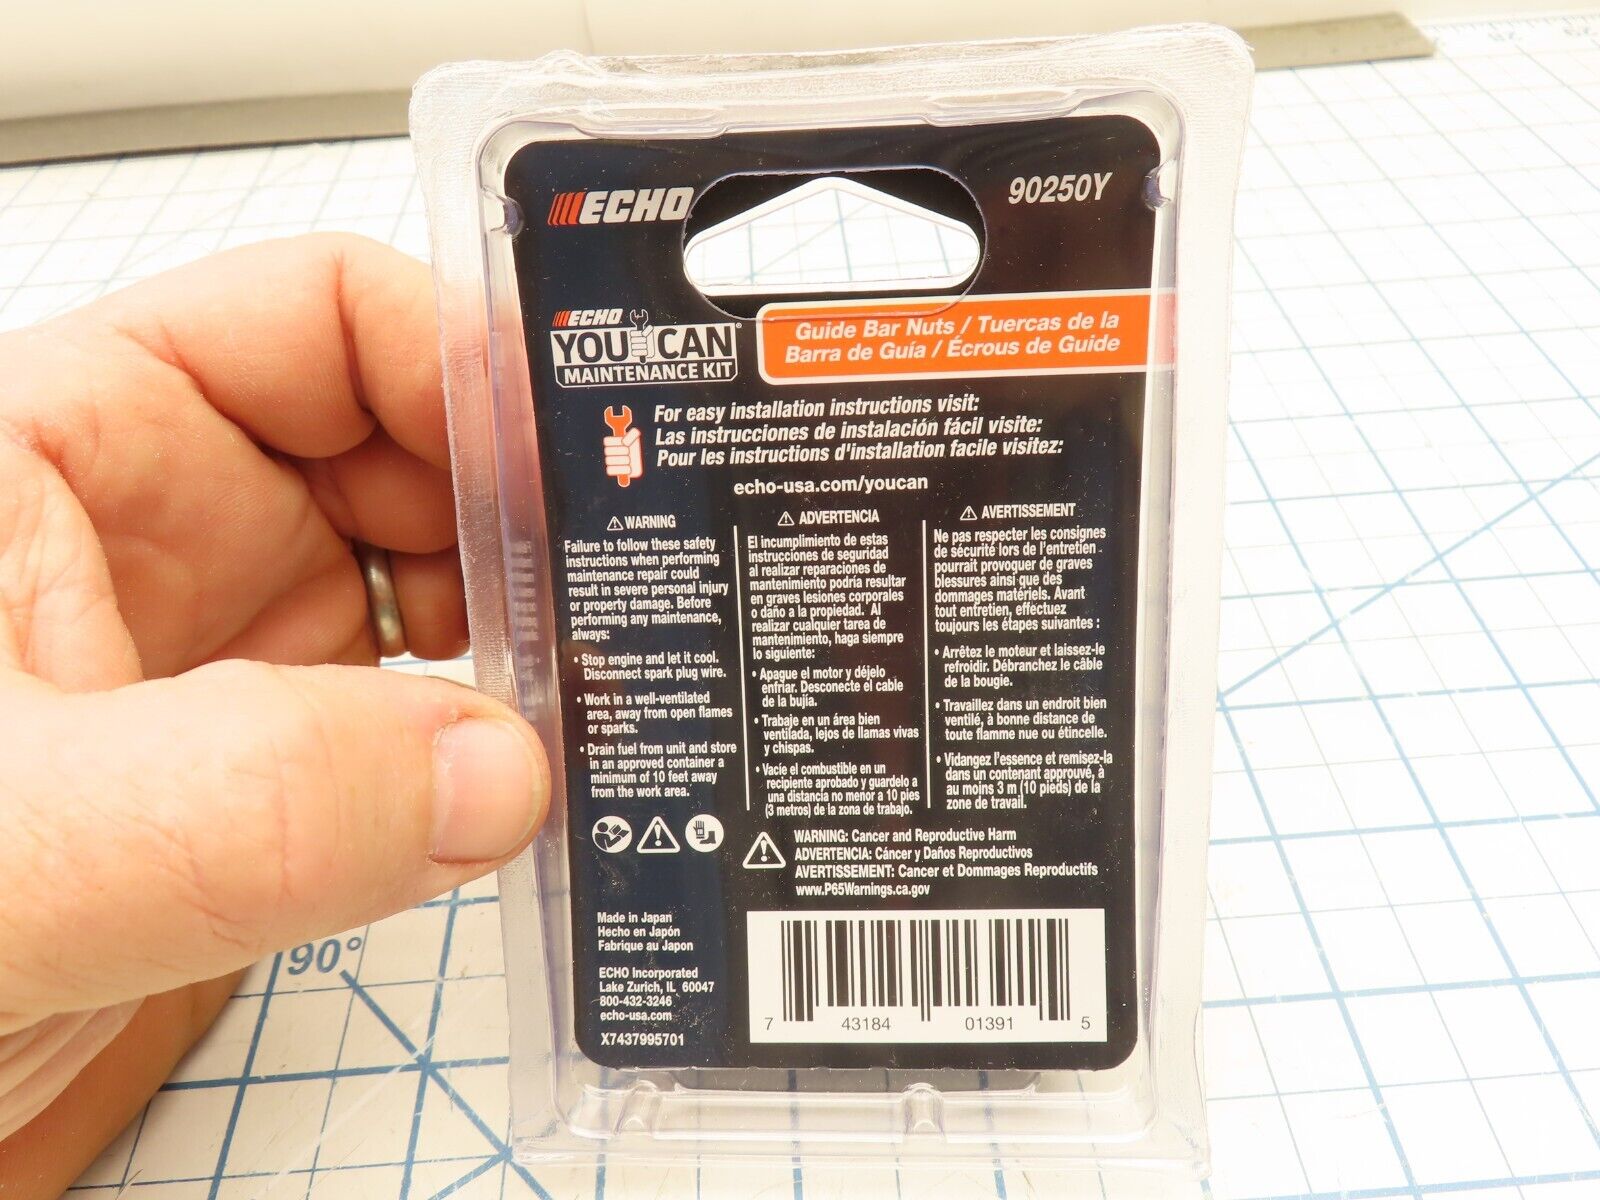 ECHO
90250Y
ECHO
YOU CAN
MAINTENANCE KIT
Guide Bar Nuts / Tuercas de la
Barra de Guía / Écrous de Guide
For easy installation instructions visit:
Las instrucciones de instalación fácil visite:
Pour les instructions d'installation facile visitez:
echo-usa.com/youcan
WARNING
Failure to follow these safety
instructions when performing
maintenance repair could
result in severe personal injury
or property damage. Before
performing any maintenance,
always:
• Stop engine and let it cool.
Disconnect spark plug wire.
• Work in a well-ventilated
area, away from open flames
or sparks.
• Drain fuel from unit and store
in an approved container a
minimum of 10 feet away
from the work area.
ADVERTENCIA
El incumplimiento de estas
instrucciones de seguridad
al realizar reparaciones de
mantenimiento podría resultar
en graves lesiones corporales
o daño a la propiedad. Al
realizar cualquier tarea de
mantenimiento, haga siempre
lo siguiente:
• Apague el motor y déjelo
enfriar. Desconecte el cable
de la bujía.
• Trabaje en un área bien
ventilada, lejos de llamas vivas
y chispas.
• Vacíe el combustible en un
recipiente aprobado y guardelo a
una distancia no menor a 10 pies
(3 metros) de la zona de trabajo.
AVERTISSEMENT
Ne pas respecter les consignes
de sécurité lors de l'entretien
pourrait provoquer de graves
blessures ainsi que des
dommages matériels. Avant
tout entretien, effectuez
toujours les étapes suivantes :
• Arrêtez le moteur et laissez-le
refroidir. Débranchez le câble
de la bougie.
• Travaillez dans un endroit bien
ventilé, à bonne distance de
toute flamme nue ou étincelle.
• Vidangez l'essence et remisez-la
dans un contenant approuvé, à
au moins 3 m (10 pieds) de la
zone de travail.
WARNING: Cancer and Reproductive Harm
ADVERTENCIA: Cáncer y Daños Reproductivos
AVERTISSEMENT: Cancer et Dommages Reproductifs
www.P65Warnings.ca.gov
Made in Japan
Hecho en Japón
Fabrique au Japon
ECHO Incorporated
Lake Zurich, IL 60047
800-432-3246
echo-usa.com
X7437995701
7 43184 01391 5
90°